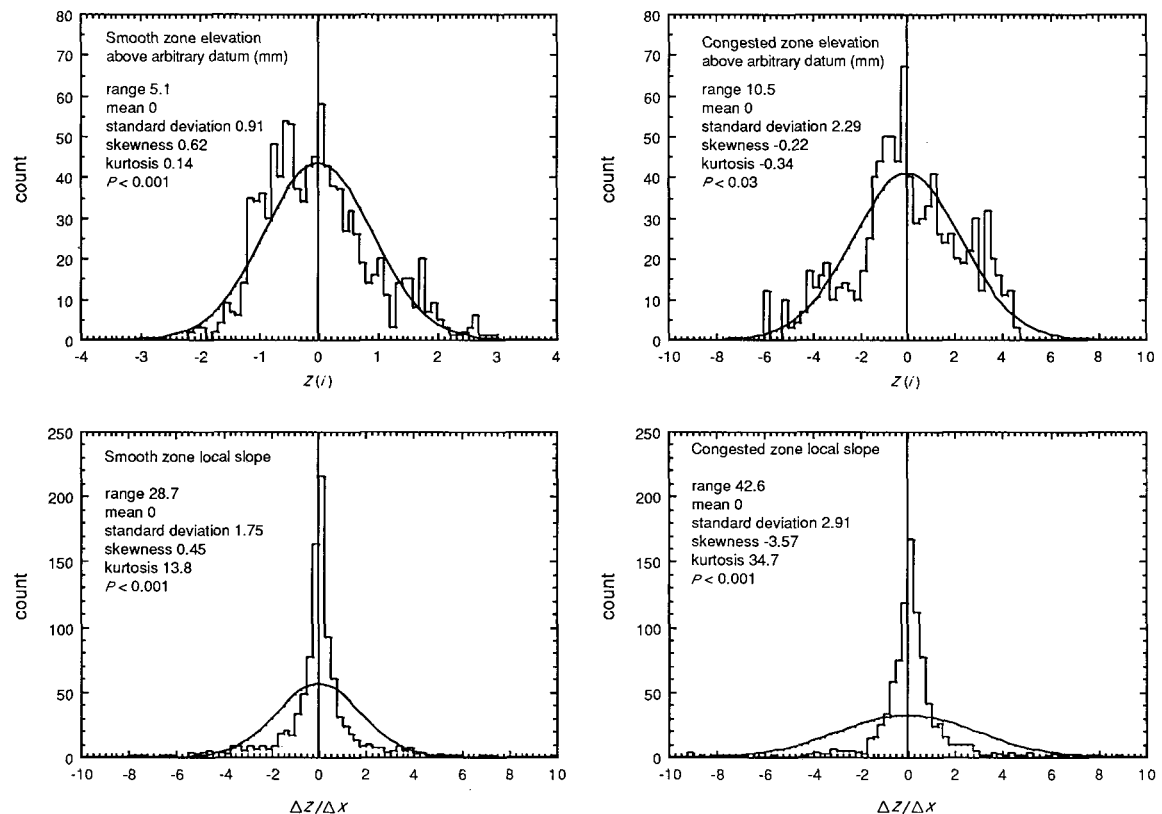 80
70
60
50
40
30
20
10
0
count
Smooth zone elevation
above arbitrary datum (mm)
range 5.1
mean 0
standard deviation 0.91
skewness 0.62
kurtosis 0.14
P < 0.001
-4 -3 -2 -1 0 1 2 3 4
Z(i)
80
70
60
50
40
30
20
10
0
count
Congested zone elevation
above arbitrary datum (mm)
range 10.5
mean 0
standard deviation 2.29
skewness -0.22
kurtosis -0.34
P < 0.03
-10 -8 -6 -4 -2 0 2 4 6 8 10
Z(i)
250
200
150
100
50
0
count
Smooth zone local slope
range 28.7
mean 0
standard deviation 1.75
skewness 0.45
kurtosis 13.8
P < 0.001
-10 -8 -6 -4 -2 0 2 4 6 8 10
ΔZ/ΔX
250
200
150
100
50
0
count
Congested zone local slope
range 42.6
mean 0
standard deviation 2.91
skewness -3.57
kurtosis 34.7
P < 0.001
-10 -8 -6 -4 -2 0 2 4 6 8 10
ΔZ/ΔX